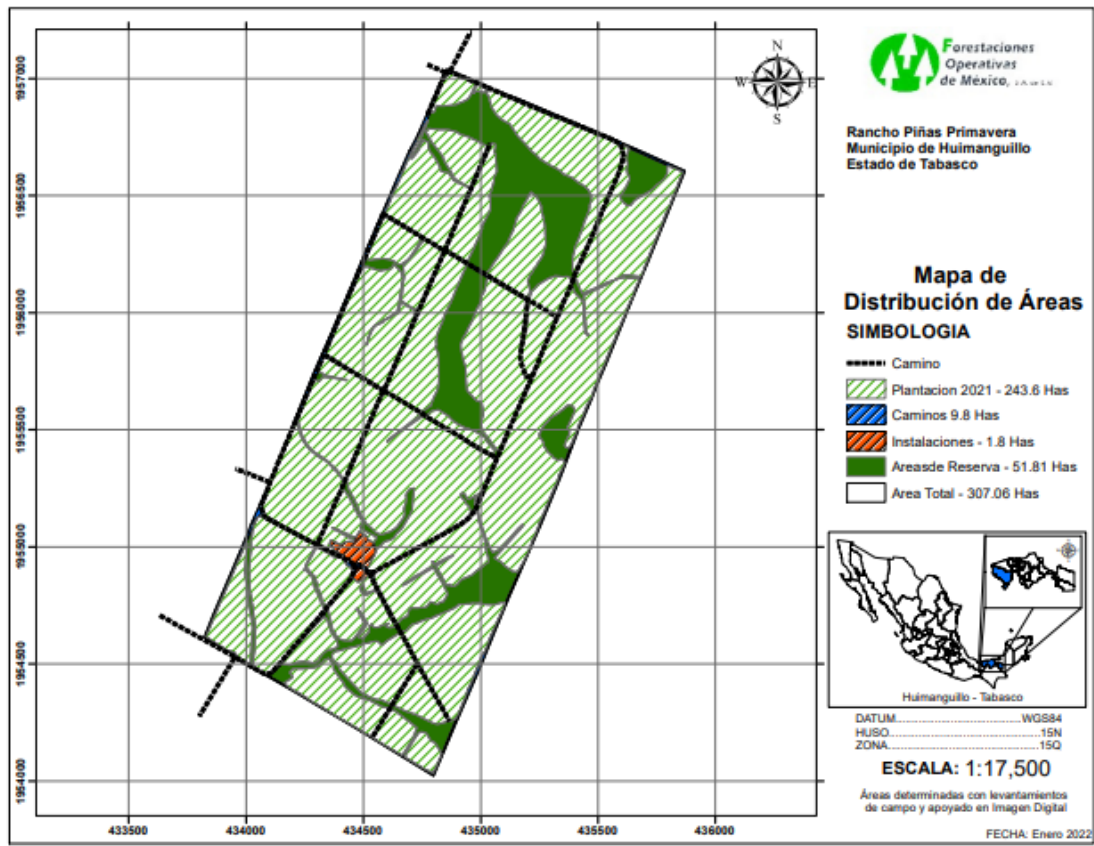 Forestaciones
Operativas
de México, S.A. de C.V.
Rancho Piñas Primavera
Municipio de Huimanguillo
Estado de Tabasco
Mapa de
Distribución de Áreas
SIMBOLOGIA
Camino
Plantacion 2021 - 243.6 Has
Caminos 9.8 Has
Instalaciones - 1.8 Has
Areasde Reserva - 51.81 Has
Area Total - 307.06 Has
Huimanguillo - Tabasco
DATUM..........................................WGS84
HUSO..................................................15N
ZONA..................................................15Q
ESCALA: 1:17,500
Áreas determinadas con levantamientos
de campo y apoyado en Imagen Digital
FECHA: Enero 2022
N
W E
S
1957000
1956500
1956000
1955500
1955000
1954500
1954000
433500 434000 434500 435000 435500 436000